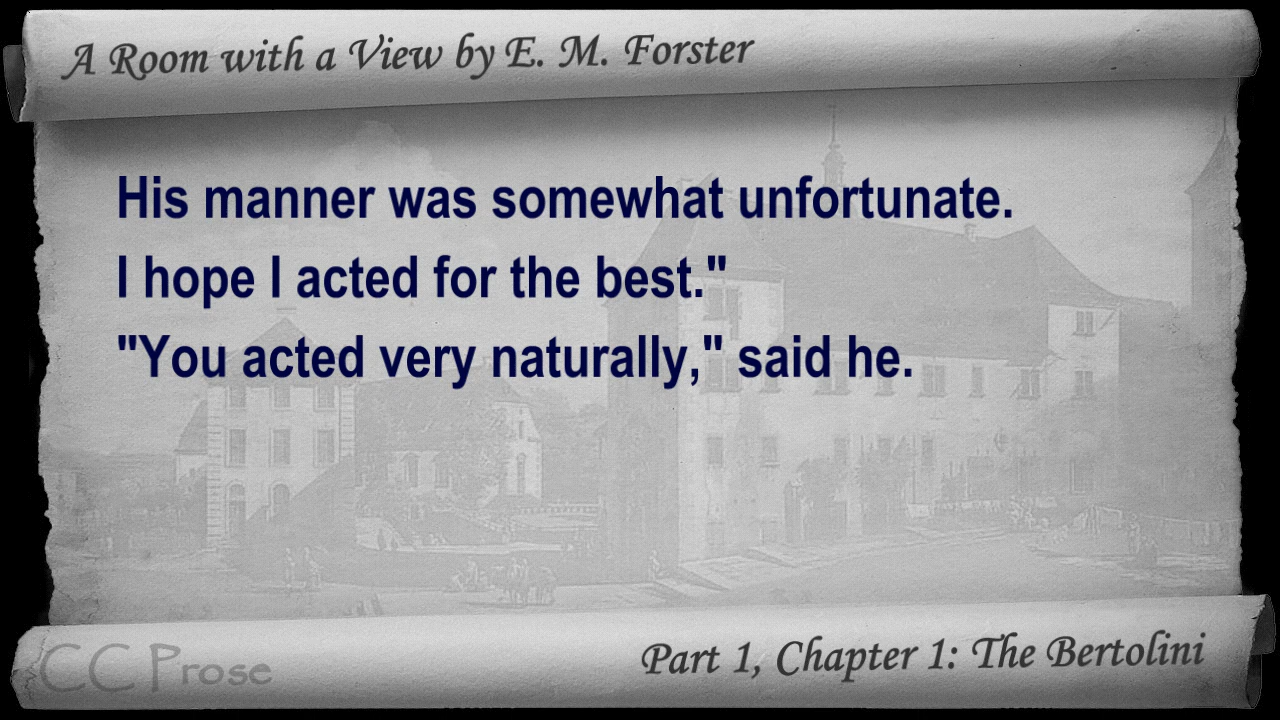 A Room with a View by E. M. Forster
His manner was somewhat unfortunate.
I hope I acted for the best."
"You acted very naturally," said he.
CC Prose
Part 1, Chapter 1: The Bertolini